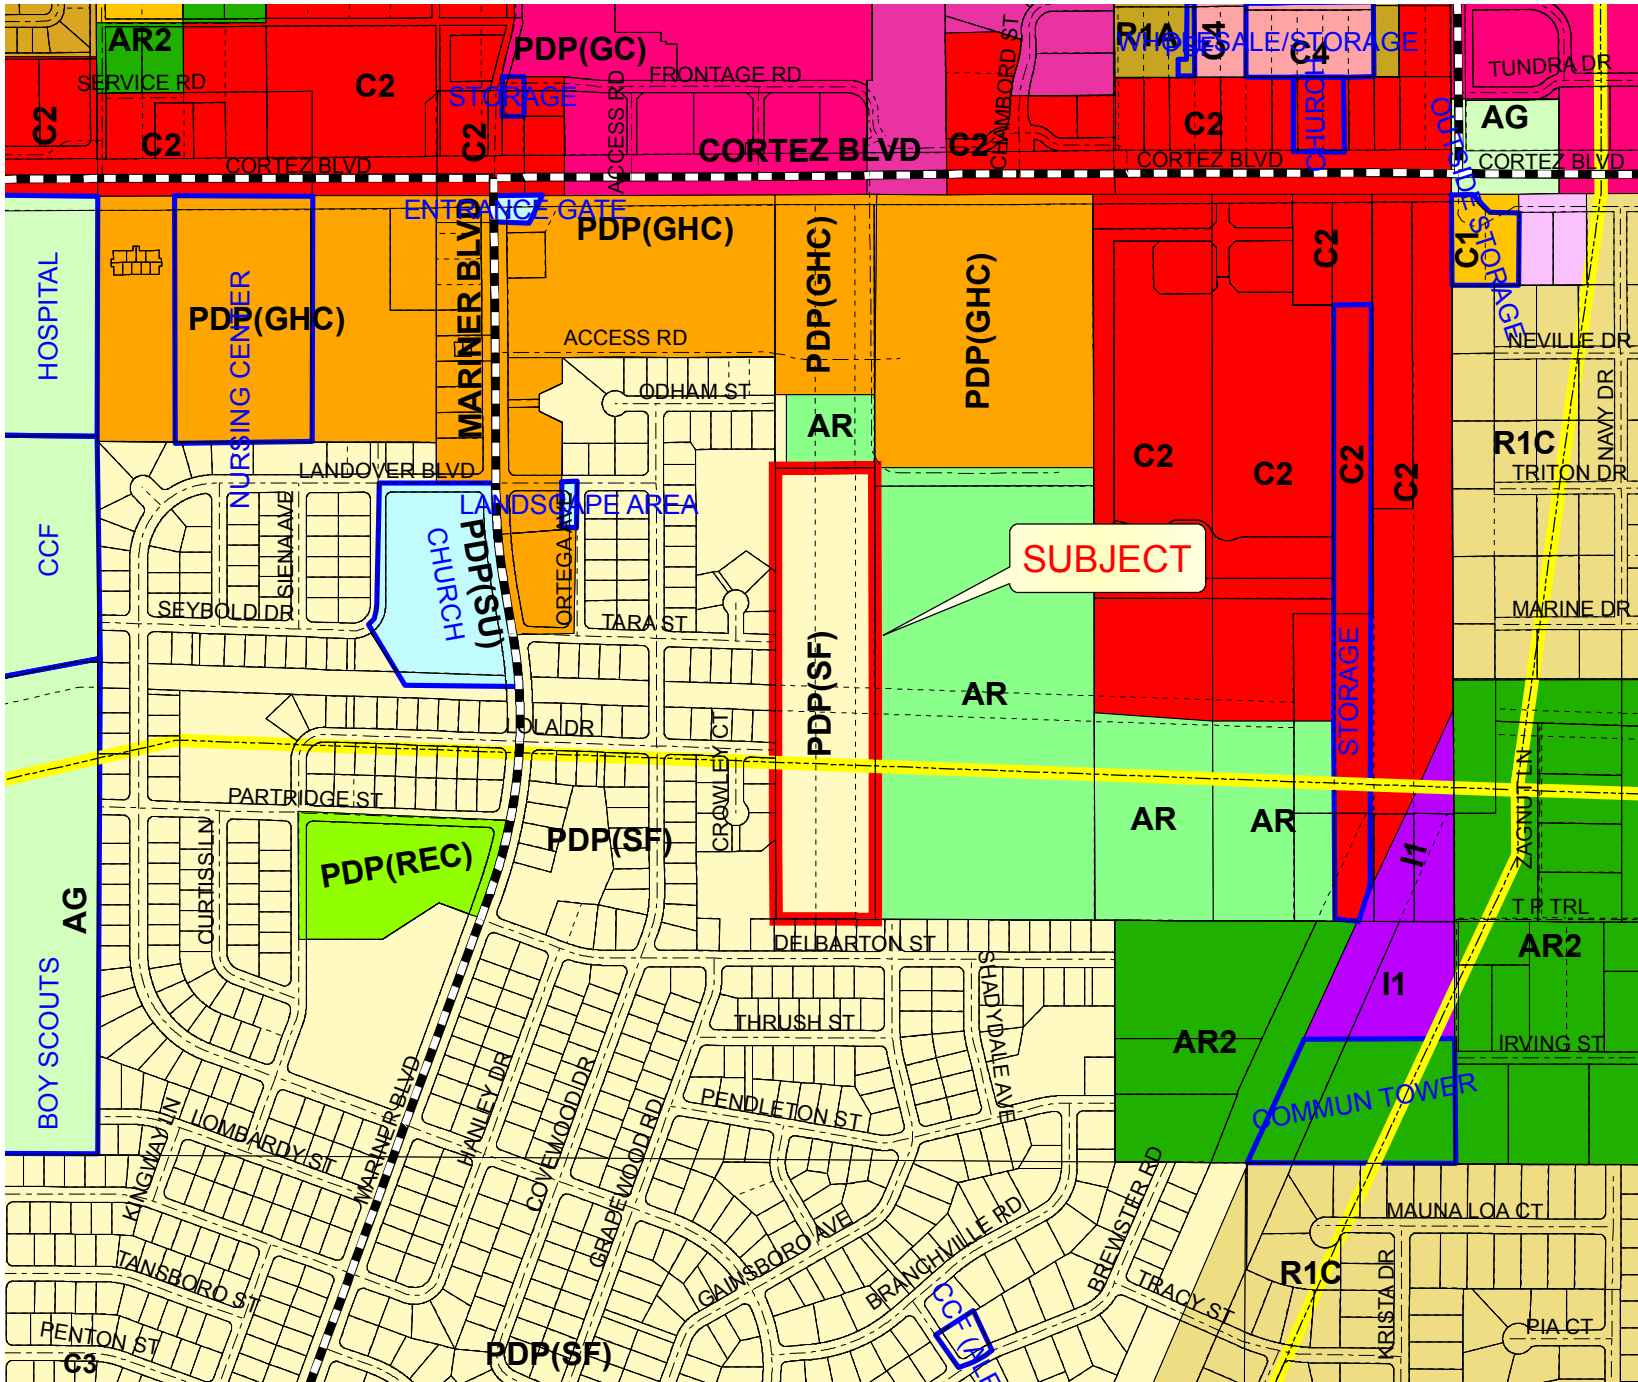 AR2
PDP(GC)
CHAMBORD ST
R1A
C4
WHOLESALE/STORAGE
C4
SERVICE RD
C2
STORAGE
FRONTAGE RD
TUNDRA DR
C2
C2
C2
ACCESS RD
C2
CHURCH
C2
AG
CORTEZ BLVD
CORTEZ BLVD
CORTEZ BLVD
CORTEZ BLVD
OUTSIDE STORAGE
ENTRANCE GATE
MARINER BLVD
PDP(GHC)
PDP(GHC)
PDP(GHC)
C2
C1
HOSPITAL
NURSING CENTER
PDP(GHC)
ACCESS RD
NEVILLE DR
NAVY DR
ODHAM ST
AR
R1C
LANDOVER BLVD
C2
C2
C2
C2
TRITON DR
LANDSCAPE AREA
CCF
SIENA AVE
CHURCH
PDP(SU)
ORTEGA AVE
SUBJECT
SEYBOLD DR
TARA ST
MARINE DR
PDP(SF)
AR
STORAGE
LOLA DR
CROWLEY CT
PARTRIDGE ST
CURTISS LN
PDP(REC)
PDP(SF)
AR
AR
I1
ZAGNUT LN
AG
T P TRL
DELBARTON ST
AR2
BOY SCOUTS
SHADYDALE AVE
I1
THRUSH ST
AR2
IRVING ST
COMMUN TOWER
PENDLETON ST
KINGWAY LN
LOMBARDY ST
MARINER BLVD
HANLEY DR
COVEWOOD DR
GRAPEWOOD RD
GAINSBORO AVE
BRANCHVILLE RD
BREWSTER RD
MAUNA LOA CT
TANSBORO ST
TRACY ST
R1C
KRISTA DR
PENTON ST
C3
PDP(SF)
CCF (ALF
PIA CT